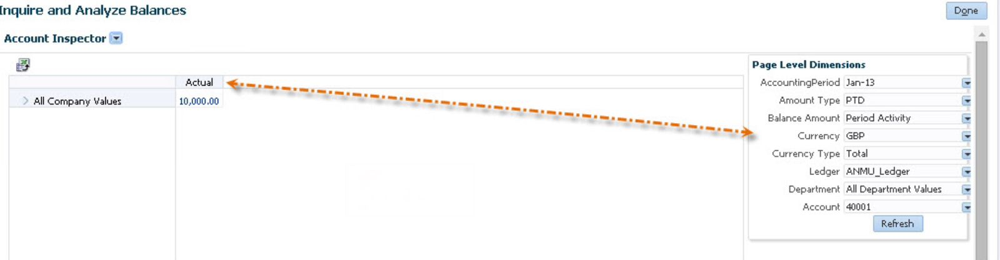 Inquire and Analyze Balances
Done
Account Inspector
Actual
All Company Values 10,000.00
Page Level Dimensions
AccountingPeriod Jan-13
Amount Type PTD
Balance Amount Period Activity
Currency GBP
Currency Type Total
Ledger ANMU_Ledger
Department All Department Values
Account 40001
Refresh